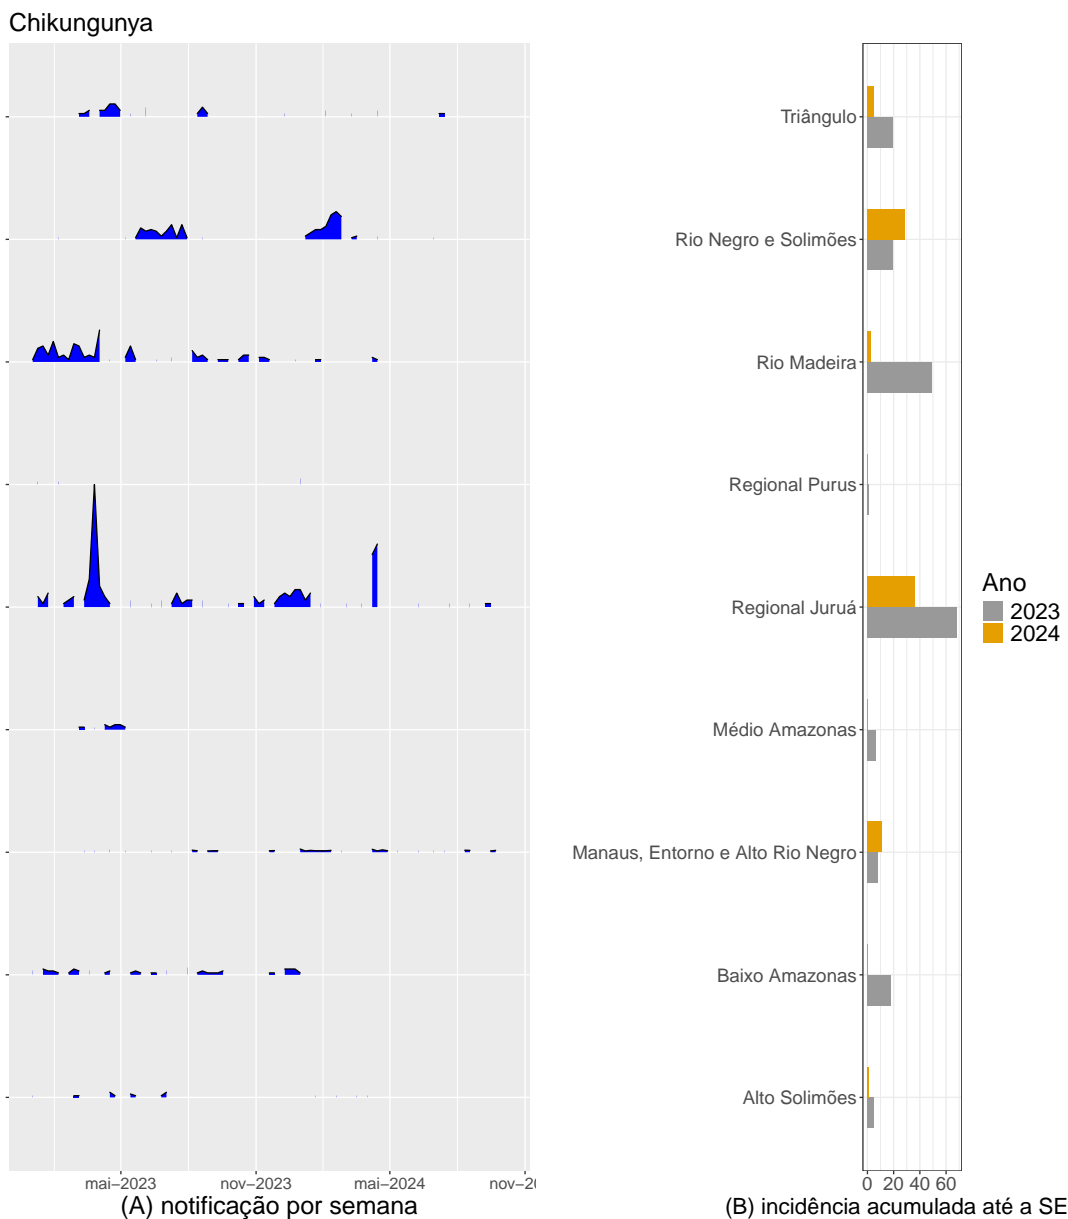 Chikungunya
Triângulo
Rio Negro e Solimões
Rio Madeira
Regional Purus
Regional Juruá
Médio Amazonas
Manaus, Entorno e Alto Rio Negro
Baixo Amazonas
Alto Solimões
Ano
2023
2024
mai–2023 nov–2023 mai–2024 nov–20
0 20 40 60
(A) notificação por semana
(B) incidência acumulada até a SE